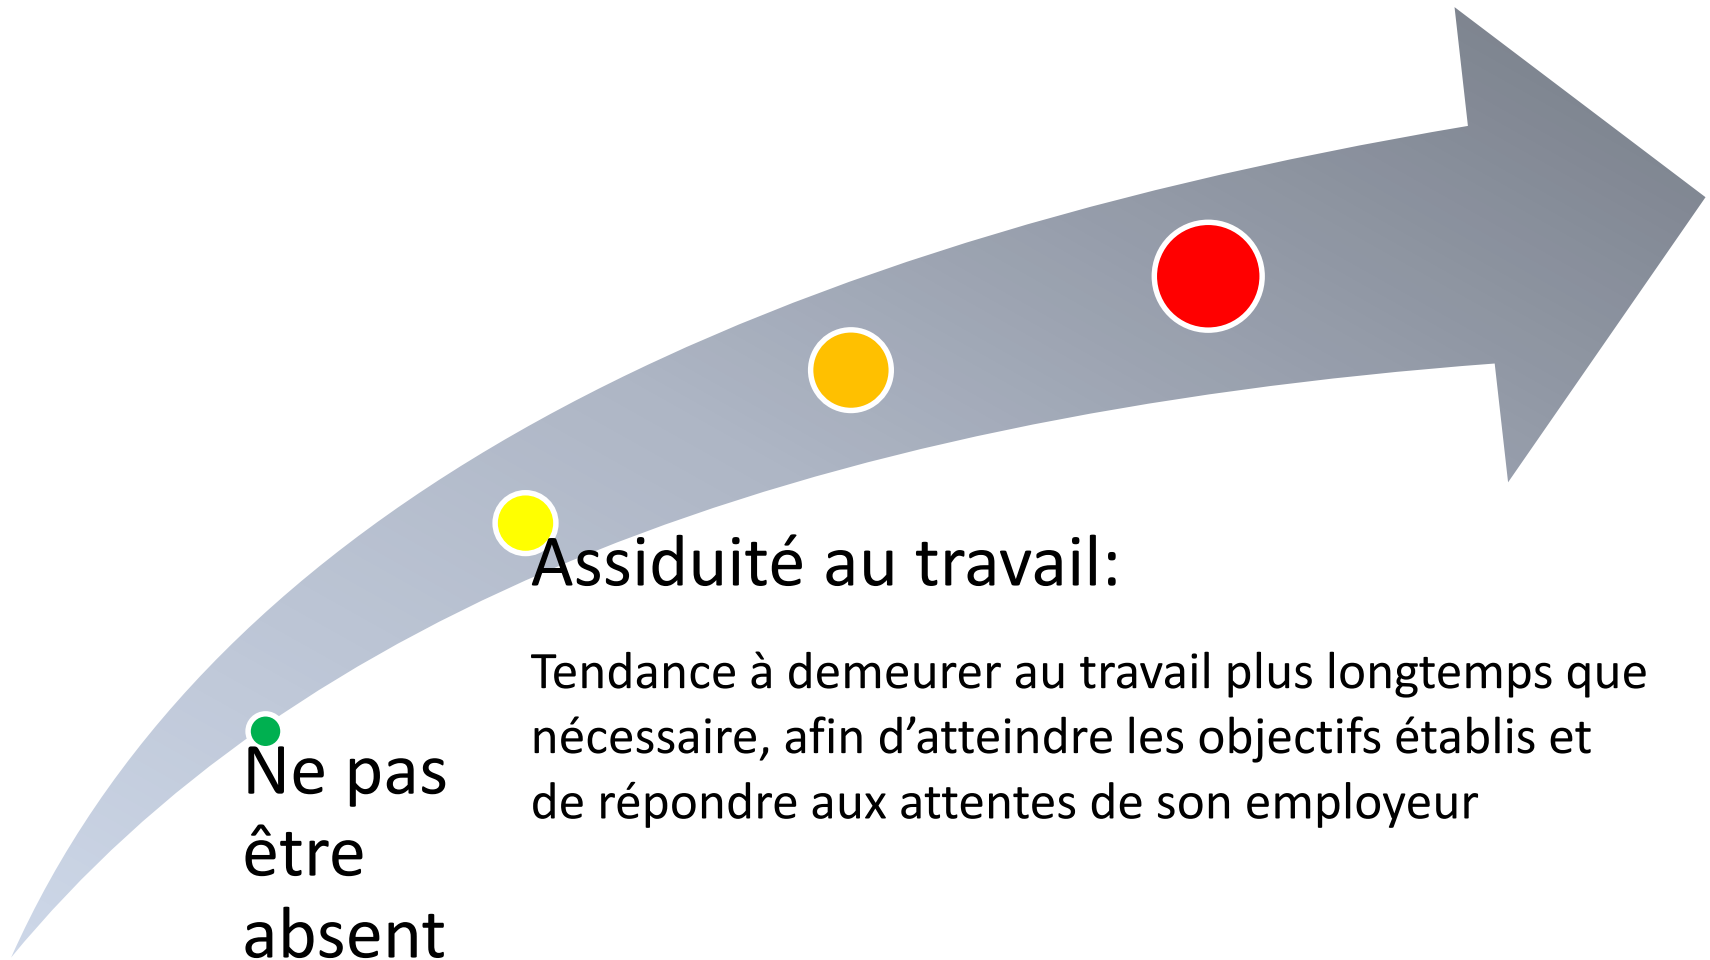 Ne pas
être
absent
Assiduité au travail:
Tendance à demeurer au travail plus longtemps que
nécessaire, afin d’atteindre les objectifs établis et
de répondre aux attentes de son employeur